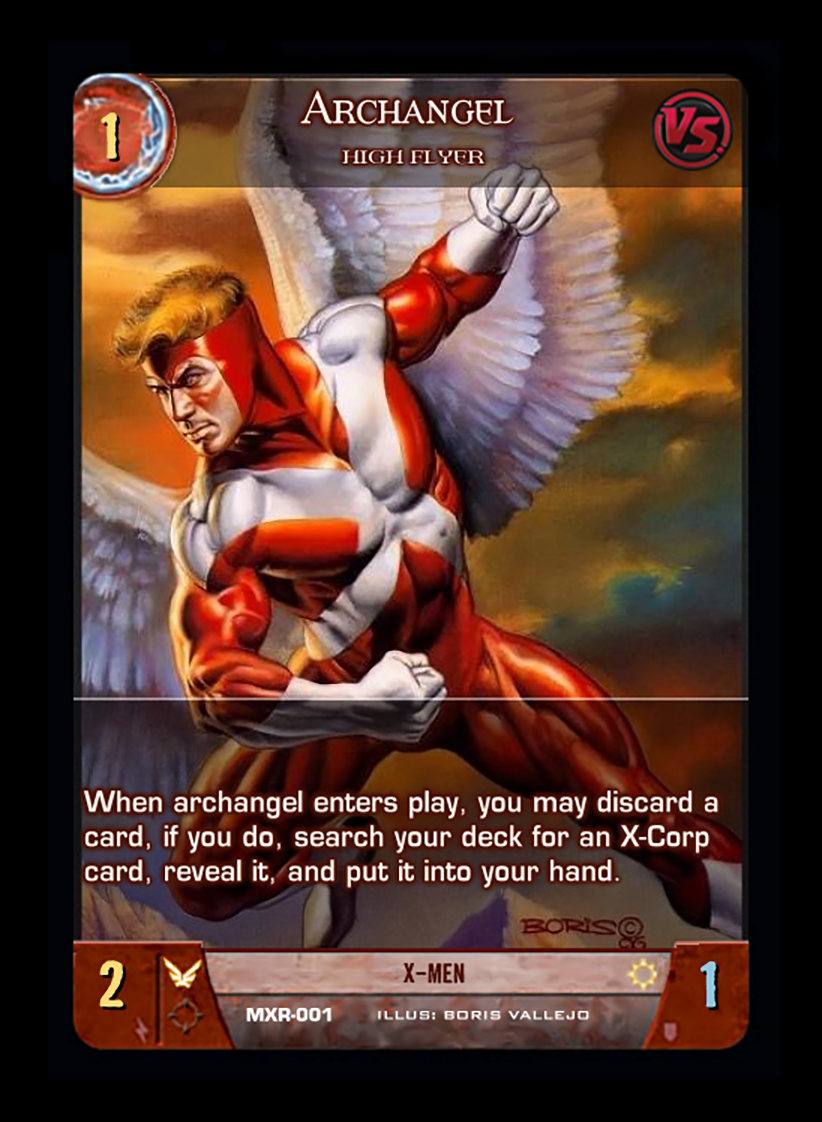 1
Archangel
High Flyer
VS.
When archangel enters play, you may discard a
card, if you do, search your deck for an X-Corp
card, reveal it, and put it into your hand.
BORIS ©
2
X-MEN
1
MXR-001 ILLUS: BORIS VALLEJO